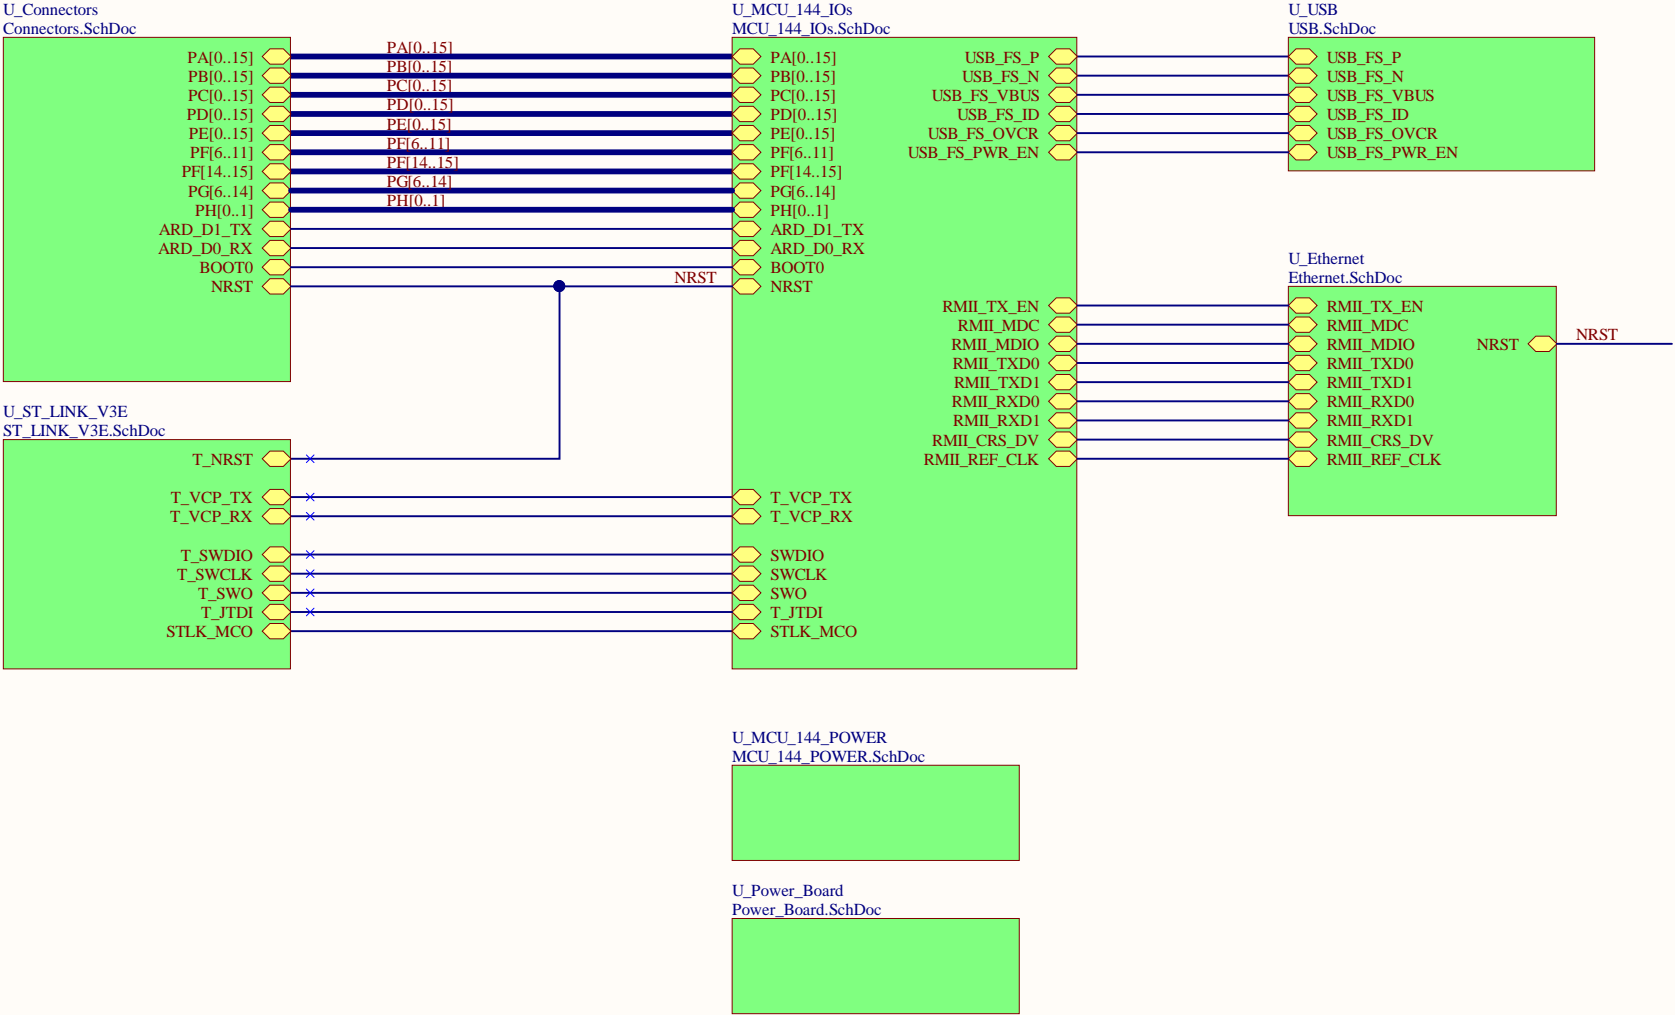 U_Connectors
Connectors.SchDoc
PA[0..15]
PB[0..15]
PC[0..15]
PD[0..15]
PE[0..15]
PF[6..11]
PF[14..15]
PG[6..14]
PH[0..1]
ARD_D1_TX
ARD_D0_RX
BOOT0
NRST
PA[0..15]
PB[0..15]
PC[0..15]
PD[0..15]
PE[0..15]
PF[6..11]
PF[14..15]
PG[6..14]
PH[0..1]
NRST
U_ST_LINK_V3E
ST_LINK_V3E.SchDoc
T_NRST
T_VCP_TX
T_VCP_RX
T_SWDIO
T_SWCLK
T_SWO
T_JTDI
STLK_MCO
U_MCU_144_IOs
MCU_144_IOs.SchDoc
PA[0..15]
PB[0..15]
PC[0..15]
PD[0..15]
PE[0..15]
PF[6..11]
PF[14..15]
PG[6..14]
PH[0..1]
ARD_D1_TX
ARD_D0_RX
BOOT0
NRST
T_VCP_TX
T_VCP_RX
SWDIO
SWCLK
SWO
T_JTDI
STLK_MCO
USB_FS_P
USB_FS_N
USB_FS_VBUS
USB_FS_ID
USB_FS_OVCR
USB_FS_PWR_EN
RMII_TX_EN
RMII_MDC
RMII_MDIO
RMII_TXD0
RMII_TXD1
RMII_RXD0
RMII_RXD1
RMII_CRS_DV
RMII_REF_CLK
U_USB
USB.SchDoc
USB_FS_P
USB_FS_N
USB_FS_VBUS
USB_FS_ID
USB_FS_OVCR
USB_FS_PWR_EN
U_Ethernet
Ethernet.SchDoc
RMII_TX_EN
RMII_MDC
RMII_MDIO
RMII_TXD0
RMII_TXD1
RMII_RXD0
RMII_RXD1
RMII_CRS_DV
RMII_REF_CLK
NRST
NRST
U_MCU_144_POWER
MCU_144_POWER.SchDoc
U_Power_Board
Power_Board.SchDoc